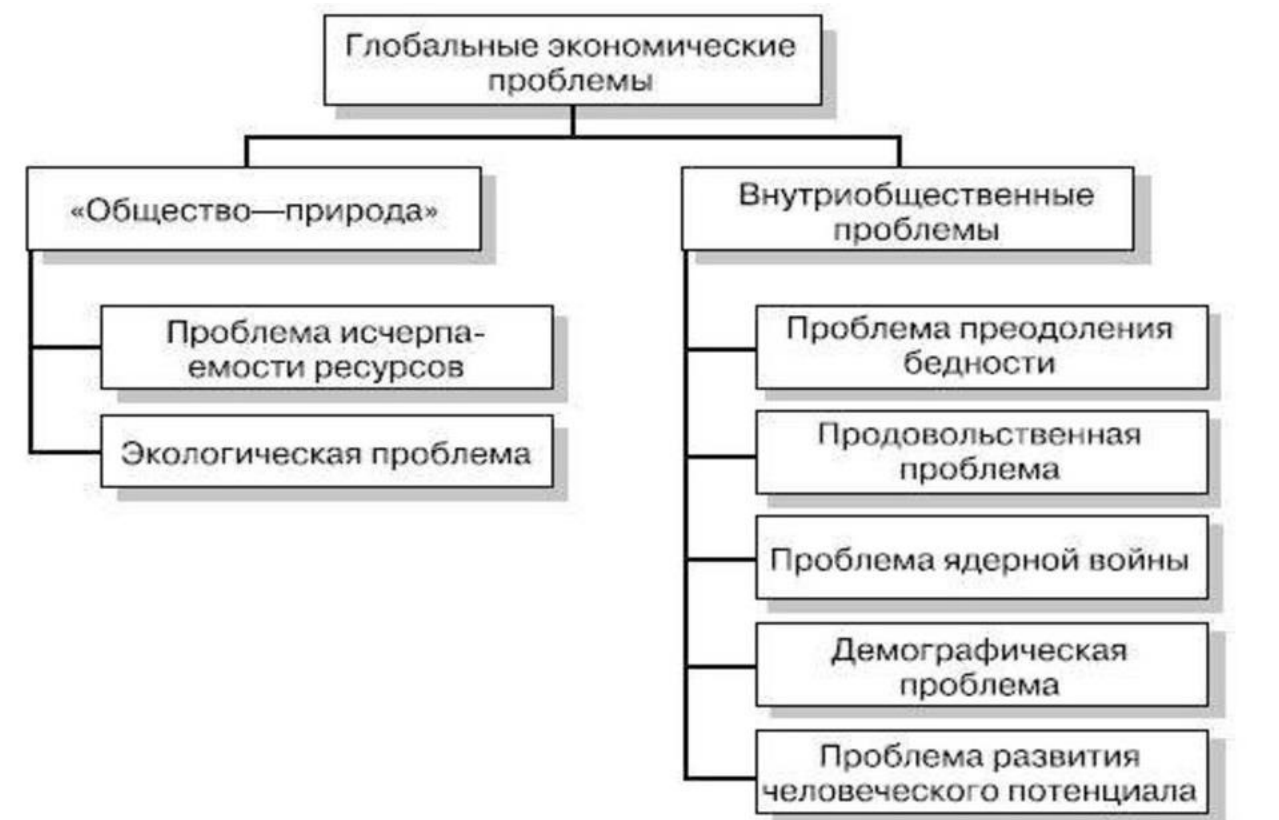 Глобальные экономические
проблемы
«Общество—природа»
Проблема исчерпа-
емости ресурсов
Экологическая проблема
Внутриобщественные
проблемы
Проблема преодоления
бедности
Продовольственная
проблема
Проблема ядерной войны
Демографическая
проблема
Проблема развития
человеческого потенциала